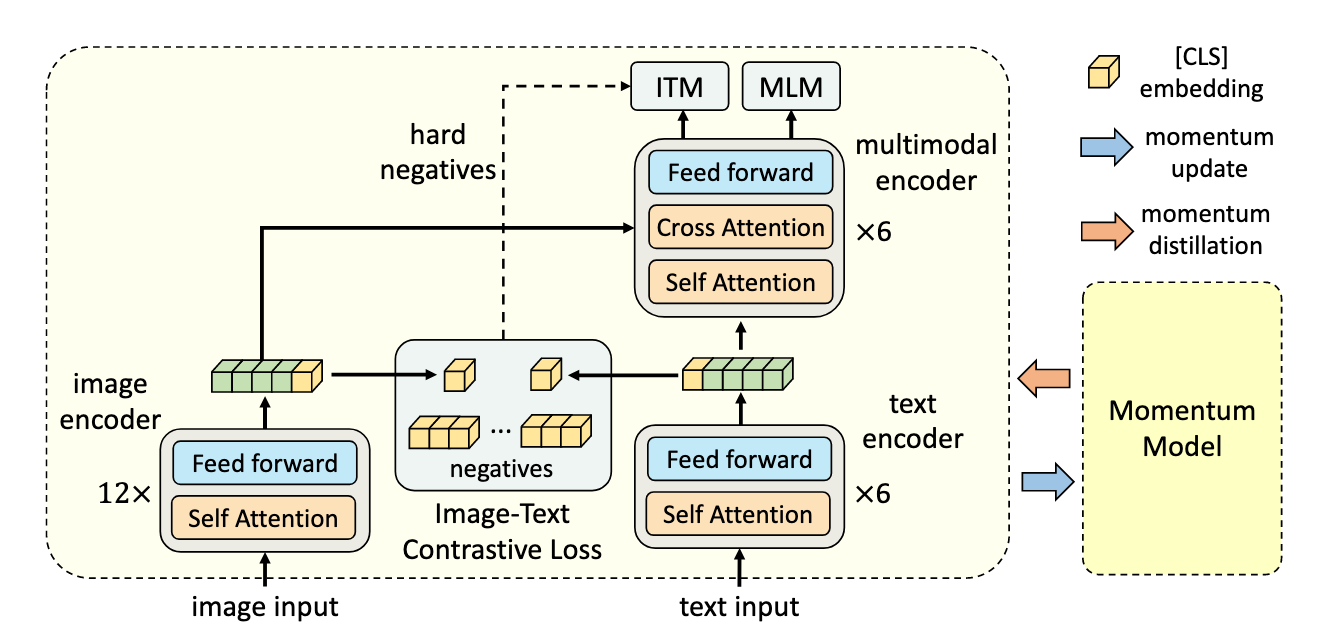 ITM
MLM
[CLS]
embedding
hard
negatives
multimodal
encoder
momentum
update
Feed forward
Cross Attention
×6
momentum
distillation
Self Attention
image
encoder
text
encoder
Momentum
Model
...
negatives
Feed forward
Feed forward
12×
Self Attention
Self Attention
×6
Image-Text
Contrastive Loss
image input
text input